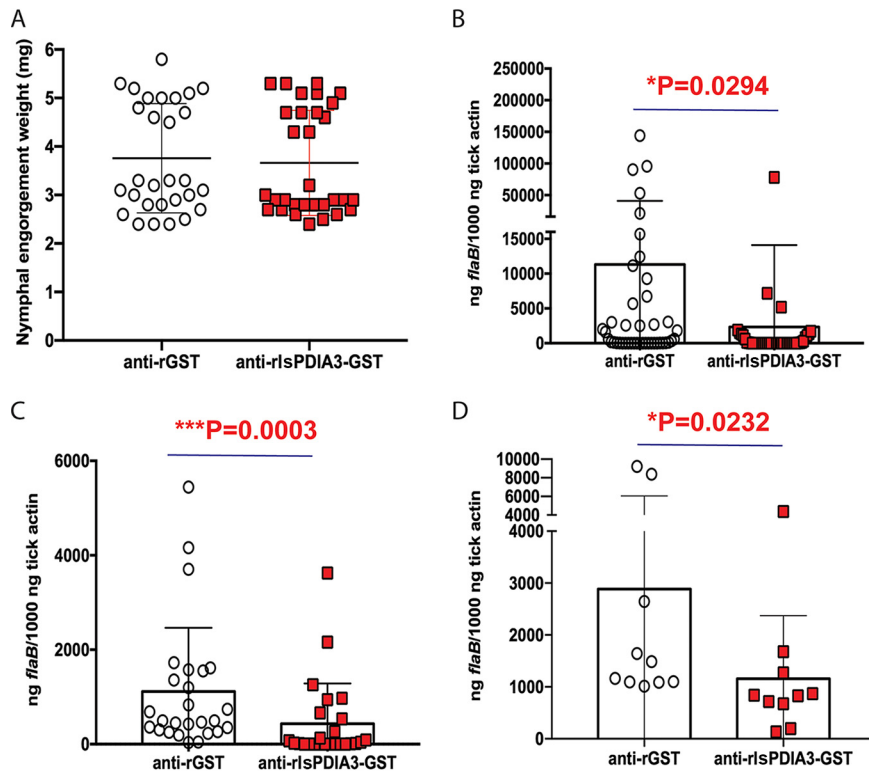 A
Nymphal engorgement weight (mg)
6
5
4
3
2
1
0
anti-rGST
anti-rIsPDIA3-GST
B
*P=0.0294
ng flaB/1000 ng tick actin
250000
200000
150000
100000
50000
15000
10000
5000
0
anti-rGST
anti-rIsPDIA3-GST
C
***P=0.0003
ng flaB/1000 ng tick actin
6000
4000
2000
0
anti-rGST
anti-rIsPDIA3-GST
D
*P=0.0232
ng flaB/1000 ng tick actin
10000
8000
6000
4000
4000
3000
2000
1000
0
anti-rGST
anti-rIsPDIA3-GST